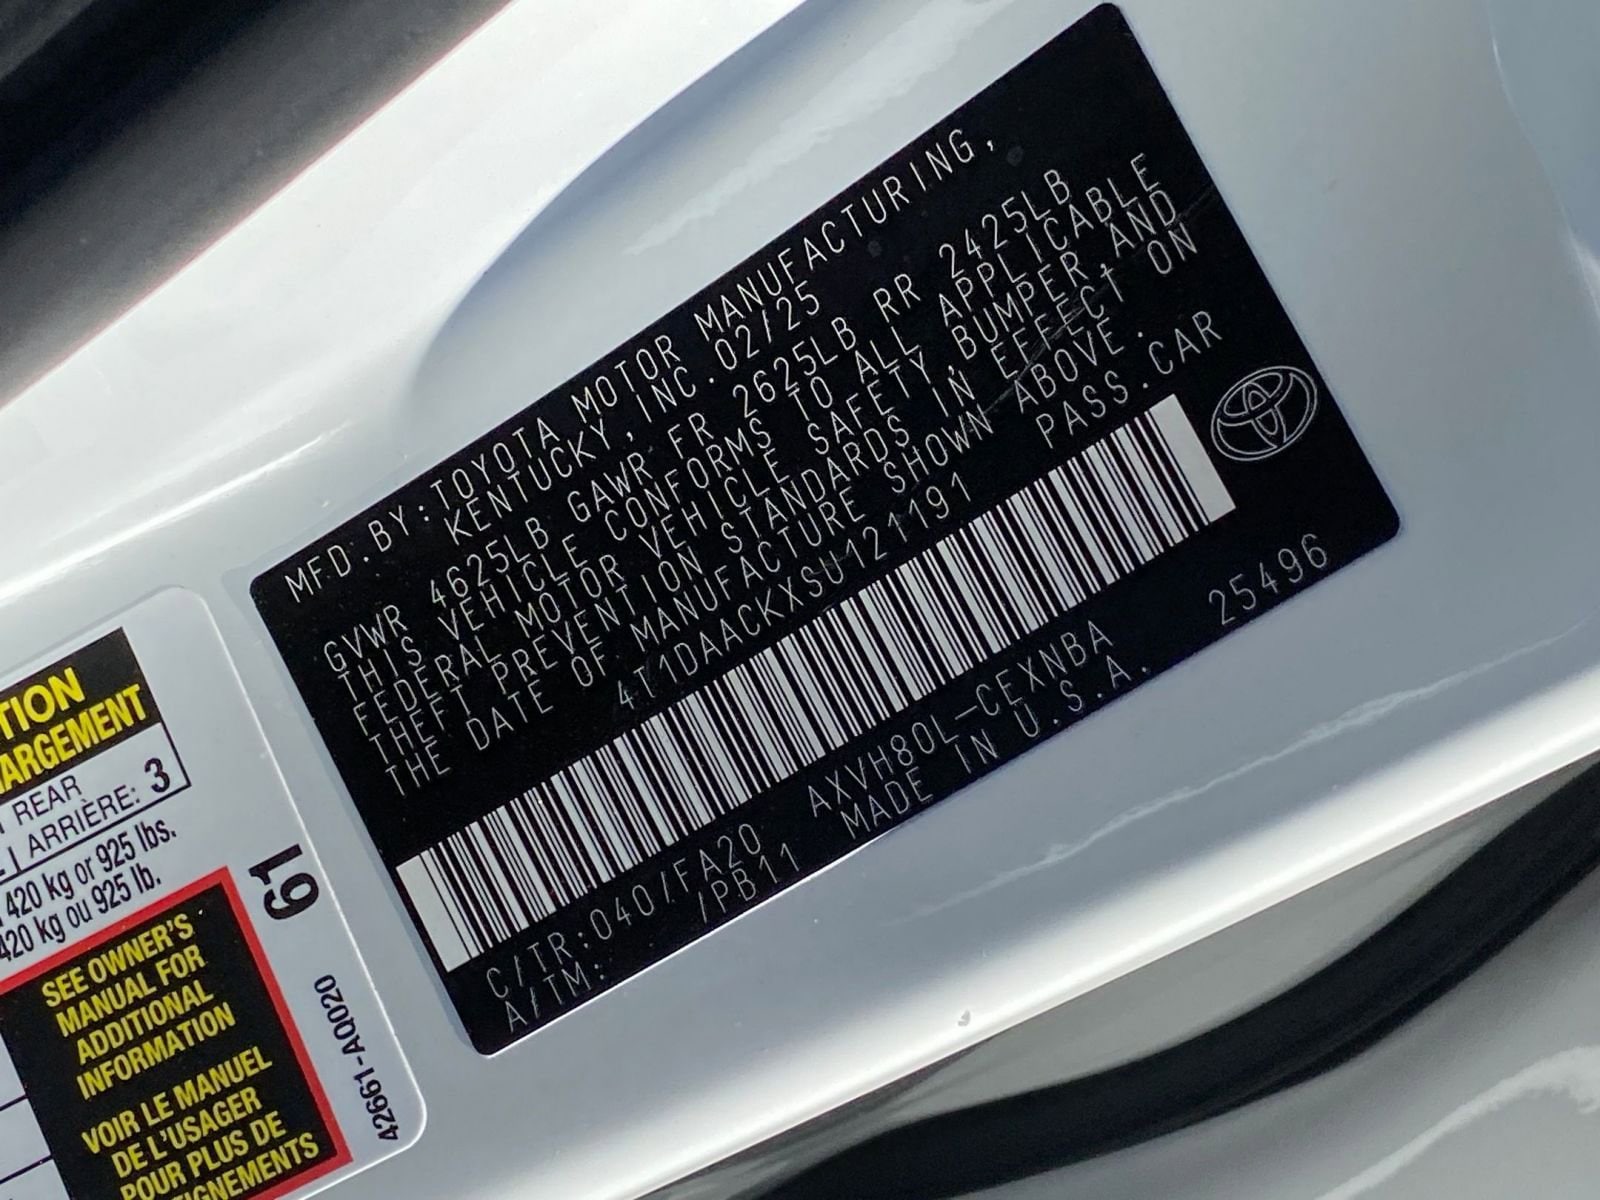 MFD.BY: TOYOTA MOTOR MANUFACTURING,
KENTUCKY, INC. 02/25
GVWR 4625LB GAWR FR 2625LB RR 2425LB
THIS VEHICLE CONFORMS TO ALL APPLICABLE
FEDERAL MOTOR VEHICLE SAFETY, BUMPER, AND
THEFT PREVENTION STANDARDS IN EFFECT ON
THE DATE OF MANUFACTURE SHOWN ABOVE.
4T1DAACKXSU121191 PASS.CAR
C/TR:040/FA20 AXVH80L-CEXNBA 25496
A/TM: /PB11 MADE IN U.S.A.
REAR
ARRIÈRE: 3
420 kg or 925 lbs.
420 kg ou 925 lb.
61
SEE OWNER'S
MANUAL FOR
ADDITIONAL
INFORMATION
VOIR LE MANUEL
DE L'USAGER
POUR PLUS DE
42661-AQ020